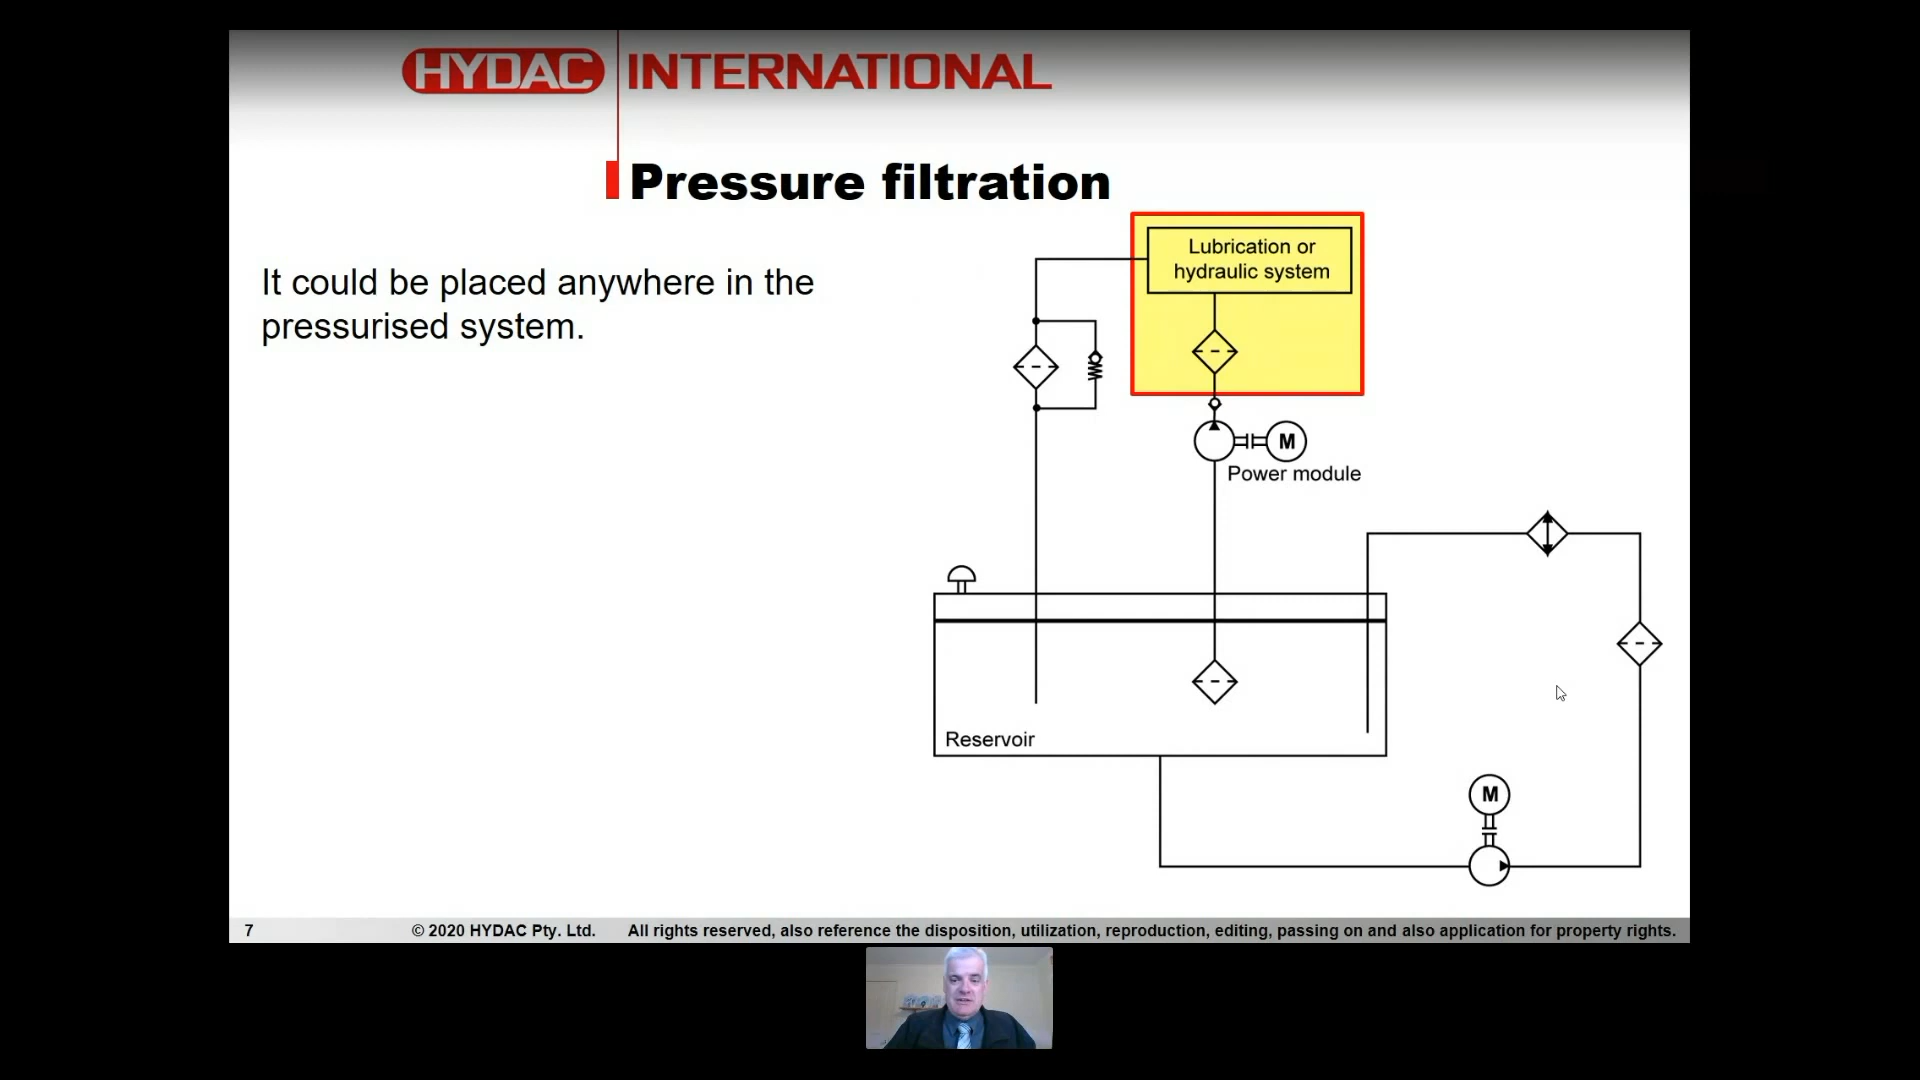 HYDAC INTERNATIONAL
Pressure filtration
It could be placed anywhere in the
pressurised system.
Lubrication or
hydraulic system
M
Power module
Reservoir
M
7 © 2020 HYDAC Pty. Ltd. All rights reserved, also reference the disposition, utilization, reproduction, editing, passing on and also application for property rights.